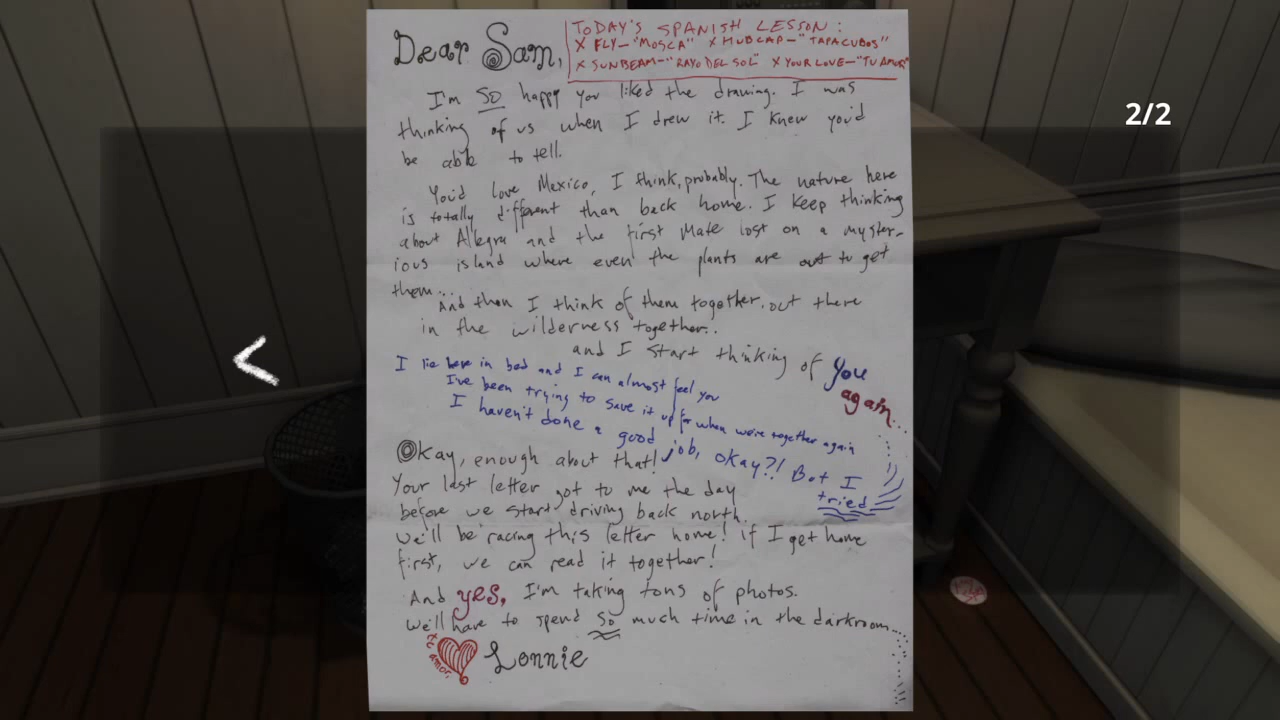 Dear Sam,
TODAY'S SPANISH LESSON:
x FLY-"MOSCA" x HUBCAP-"TAPACUBOS"
x SUNBEAM-"RAYO DEL SOL" x YOUR LOVE-"TU AMOR"
I'm SO happy you liked the drawing. I was
thinking of us when I drew it. I knew you'd
be able to tell.
You'd love Mexico, I think, probably. The nature here
is totally different than back home. I keep thinking
about Allegra and the First Mate lost on a myster-
ious island where even the plants are out to get
them...
And then I think of them together, out there
in the wilderness together..
and I start thinking of you
again...
I lie here in bed and I can almost feel you
I've been trying to save it up for when we're together again
I haven't done a good job, okay?! But I
tried
Okay, enough about that!
Your last letter got to me the day
before we start driving back north.
We'll be racing this letter home! if I get home
first, we can read it together!
And yes, I'm taking tons of photos.
We'll have to spend so much time in the darkroom...
Lonnie
2/2